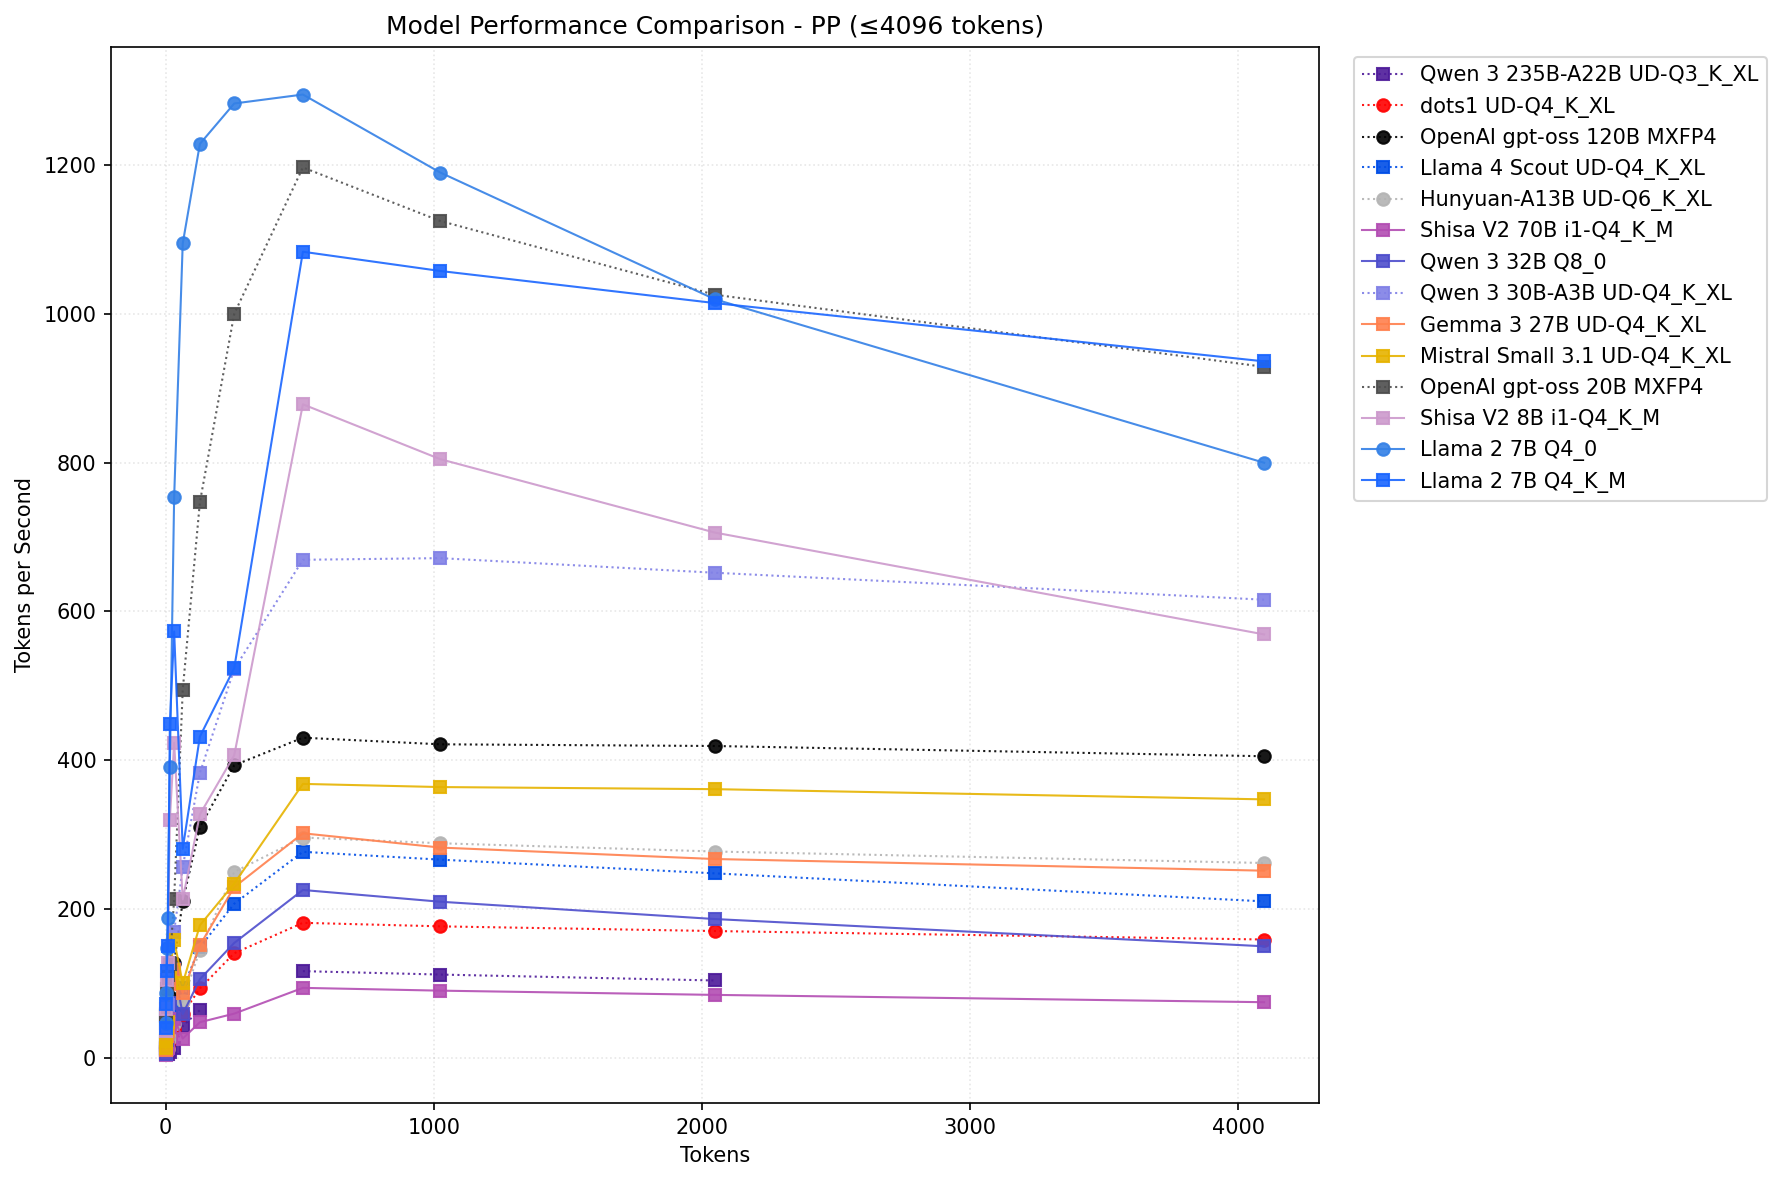 Model Performance Comparison - PP (≤4096 tokens)
1200
1000
800
600
400
200
0
Tokens per Second
0
1000
2000
3000
4000
Tokens
Qwen 3 235B-A22B UD-Q3_K_XL
dots1 UD-Q4_K_XL
OpenAI gpt-oss 120B MXFP4
Llama 4 Scout UD-Q4_K_XL
Hunyuan-A13B UD-Q6_K_XL
Shisa V2 70B i1-Q4_K_M
Qwen 3 32B Q8_0
Qwen 3 30B-A3B UD-Q4_K_XL
Gemma 3 27B UD-Q4_K_XL
Mistral Small 3.1 UD-Q4_K_XL
OpenAI gpt-oss 20B MXFP4
Shisa V2 8B i1-Q4_K_M
Llama 2 7B Q4_0
Llama 2 7B Q4_K_M